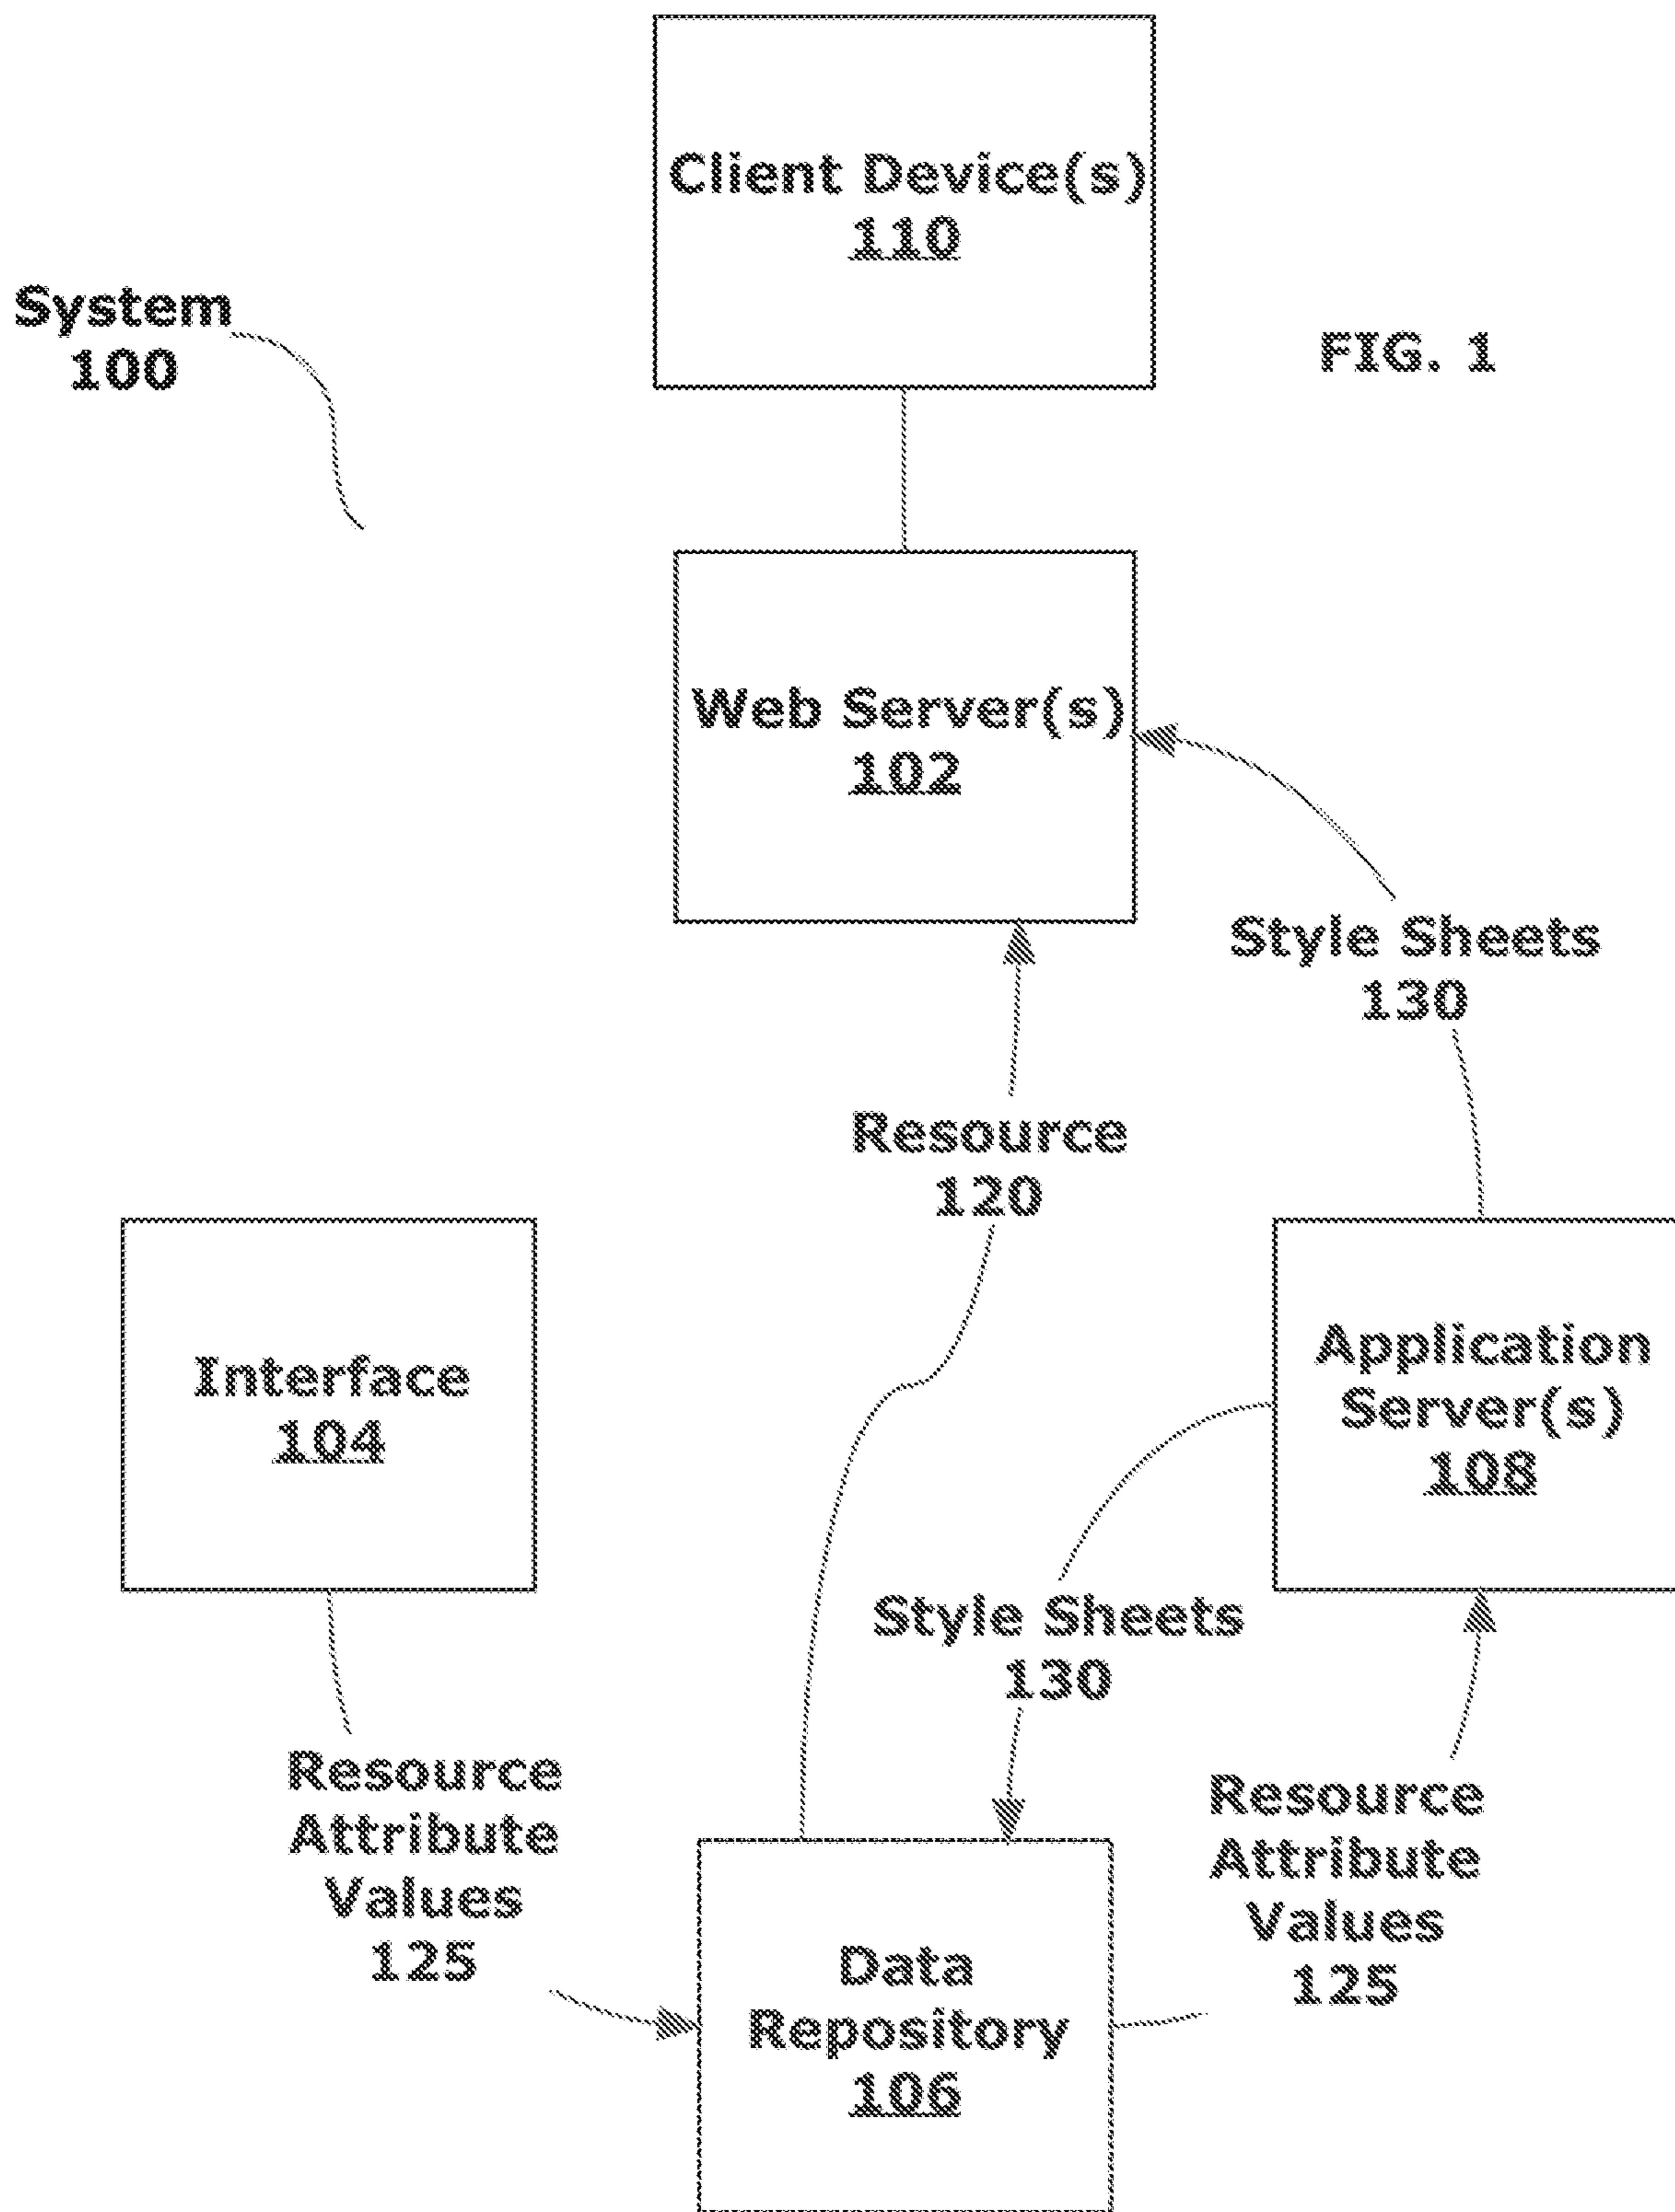 Client Device(s)
110
System
100
FIG. 1
Web Server(s)
102
Style Sheets
130
Resource
120
Interface
104
Application
Server(s)
108
Style Sheets
130
Resource
Attribute
Values
125
Resource
Attribute
Values
125
Data
Repository
106